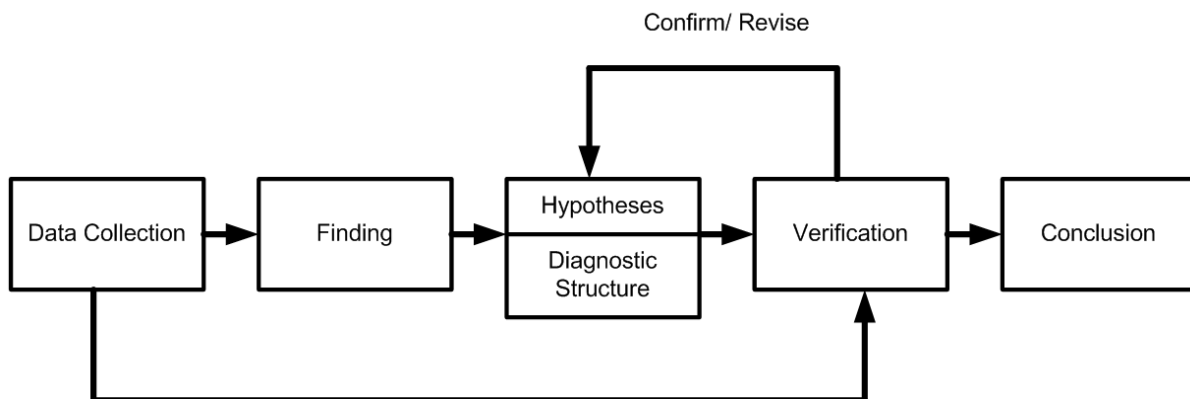 Confirm/ Revise
Data Collection
Finding
Hypotheses
Diagnostic
Structure
Verification
Conclusion